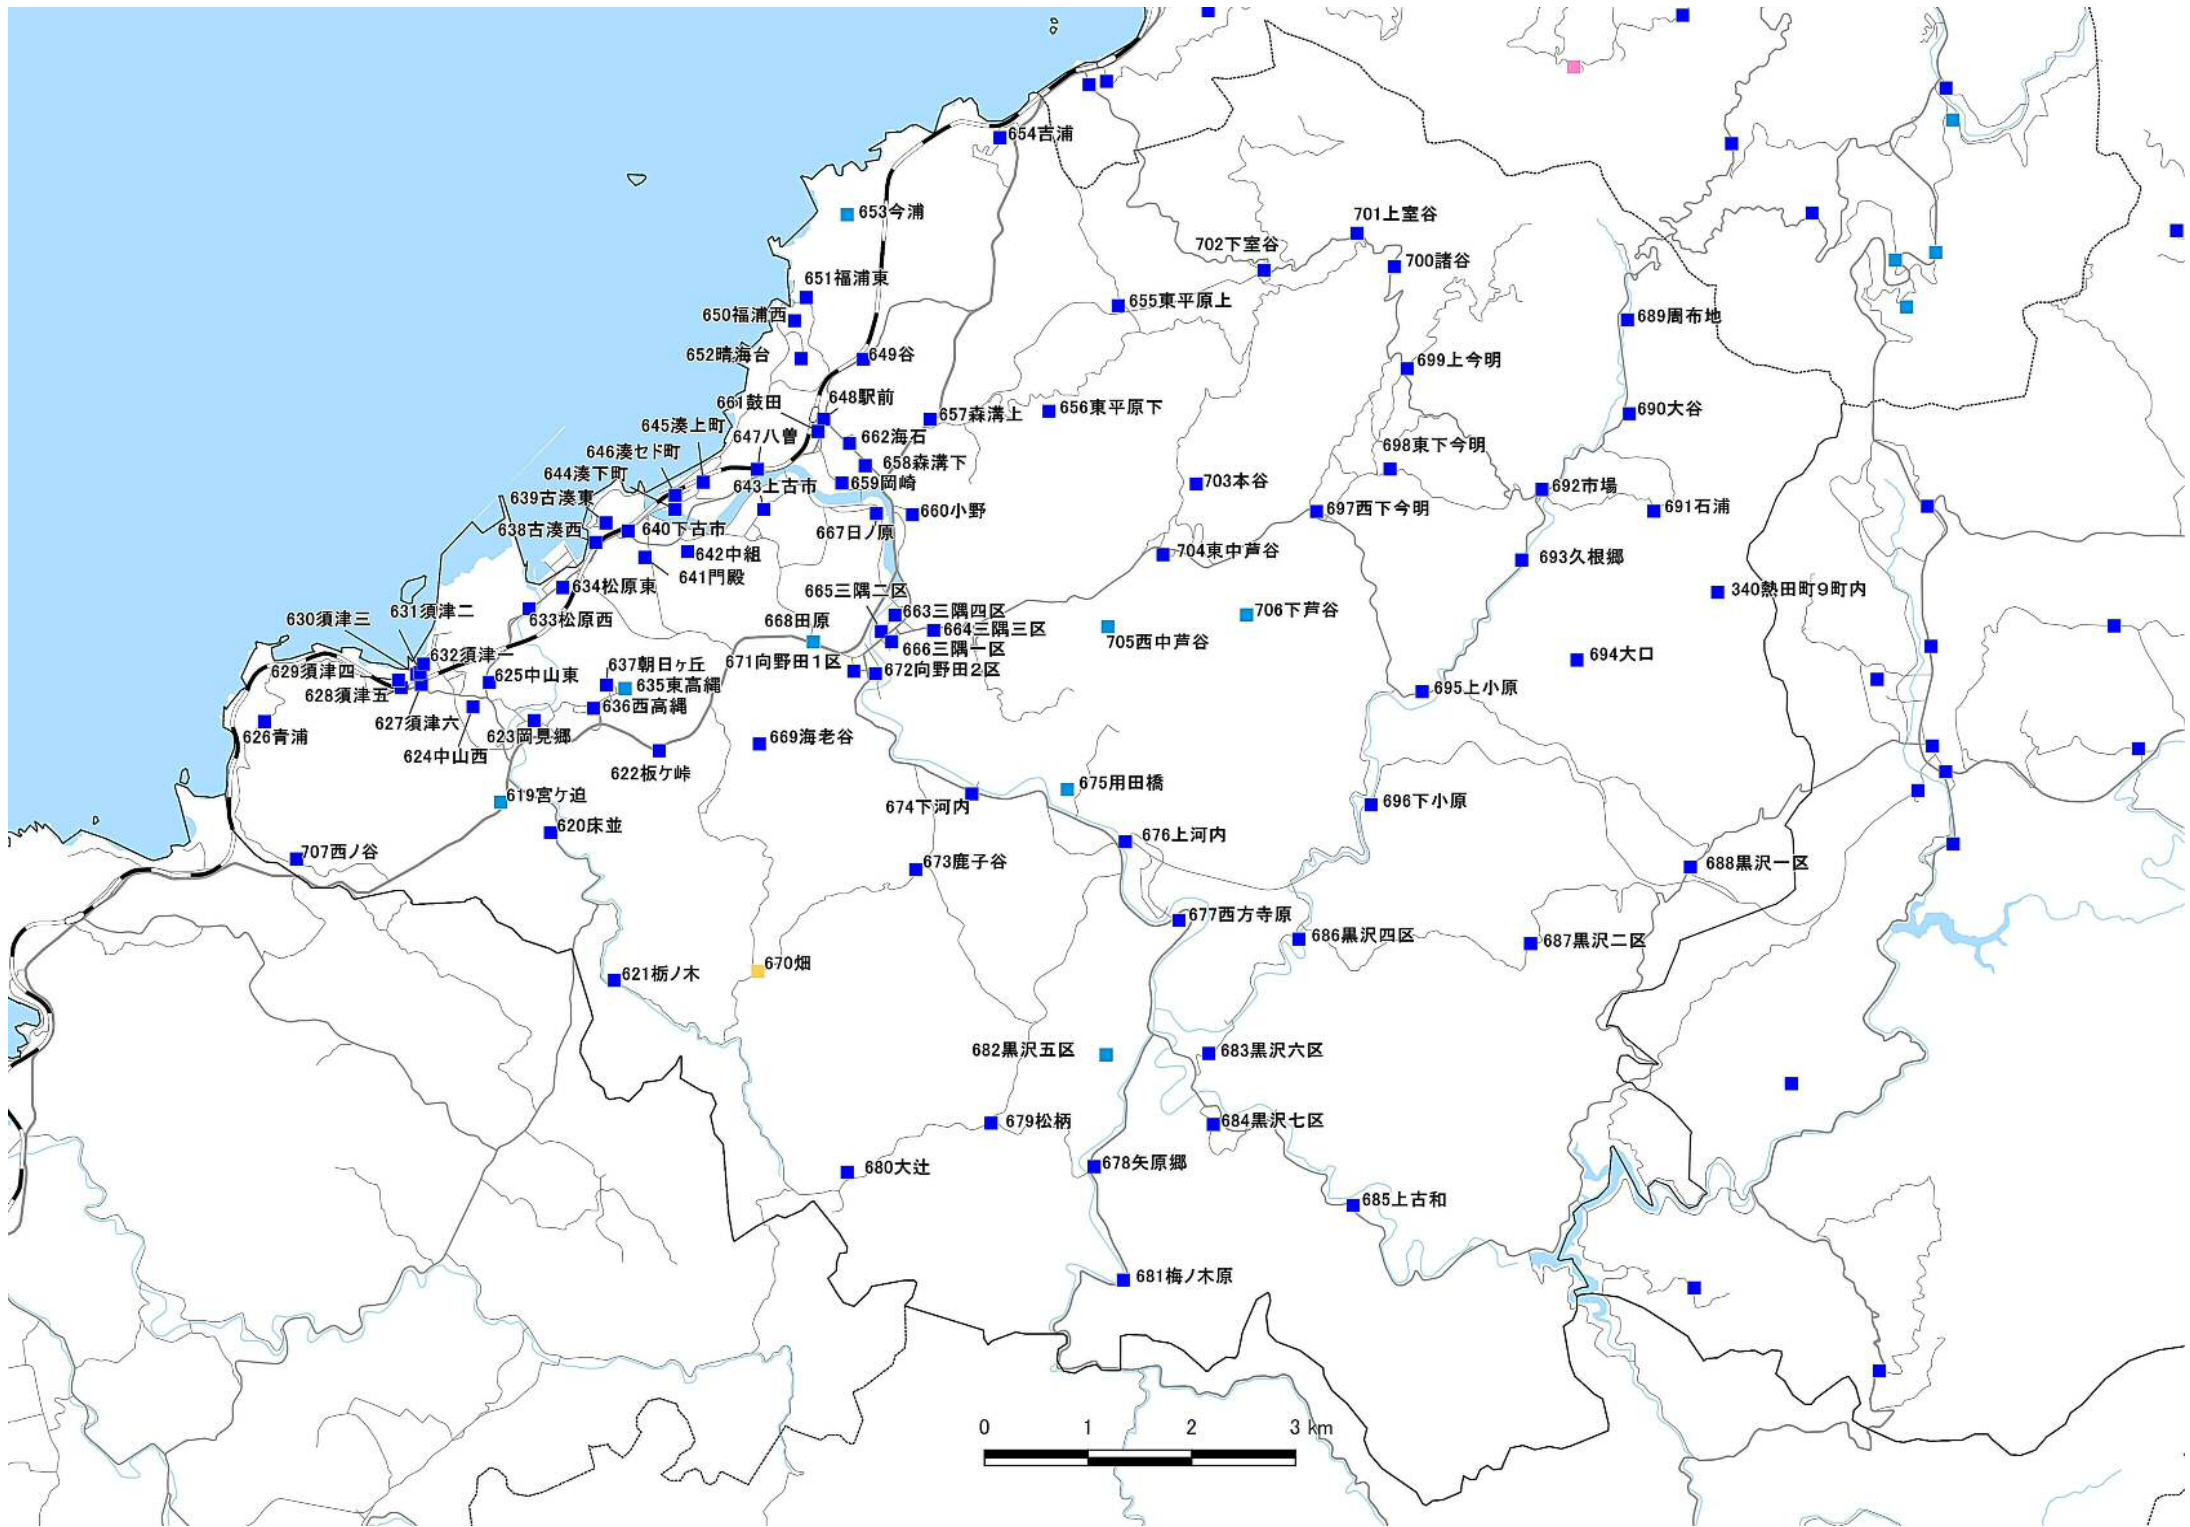 654吉浦
653今浦
701上室谷
702下室谷
700諸谷
651福浦東
655東平原上
650福浦西
689周布地
652晴海台
649谷
699上今明
661鼓田
648駅前
657森溝上
656東平原下
690大谷
645湊上町
647八曽
662海石
698東下今明
646湊セド町
658森溝下
644湊下町
643上古市
659岡崎
703本谷
692市場
639古湊東
660小野
697西下今明
691石浦
638古湊西
640下古市
667日ノ原
642中組
704東中芦谷
693久根郷
641門殿
634松原東
665三隅二区
340熱田町9町内
631須津二
630須津三
633松原西
668田原
663三隅四区
706下芦谷
664三隅三区
705西中芦谷
632須津一
666三隅一区
694大口
629須津四
625中山東
637朝日ヶ丘
671向野田1区
672向野田2区
628須津五
635東高縄
695上小原
636西高縄
627須津六
626青浦
623岡見郷
669海老谷
624中山西
622板ケ峠
675用田橋
619宮ケ迫
674下河内
696下小原
620床並
676上河内
707西ノ谷
673鹿子谷
688黒沢一区
677西方寺原
686黒沢四区
687黒沢二区
670畑
621栃ノ木
682黒沢五区
683黒沢六区
679松柄
684黒沢七区
678矢原郷
680大辻
685上古和
681梅ノ木原
0 1 2 3 km